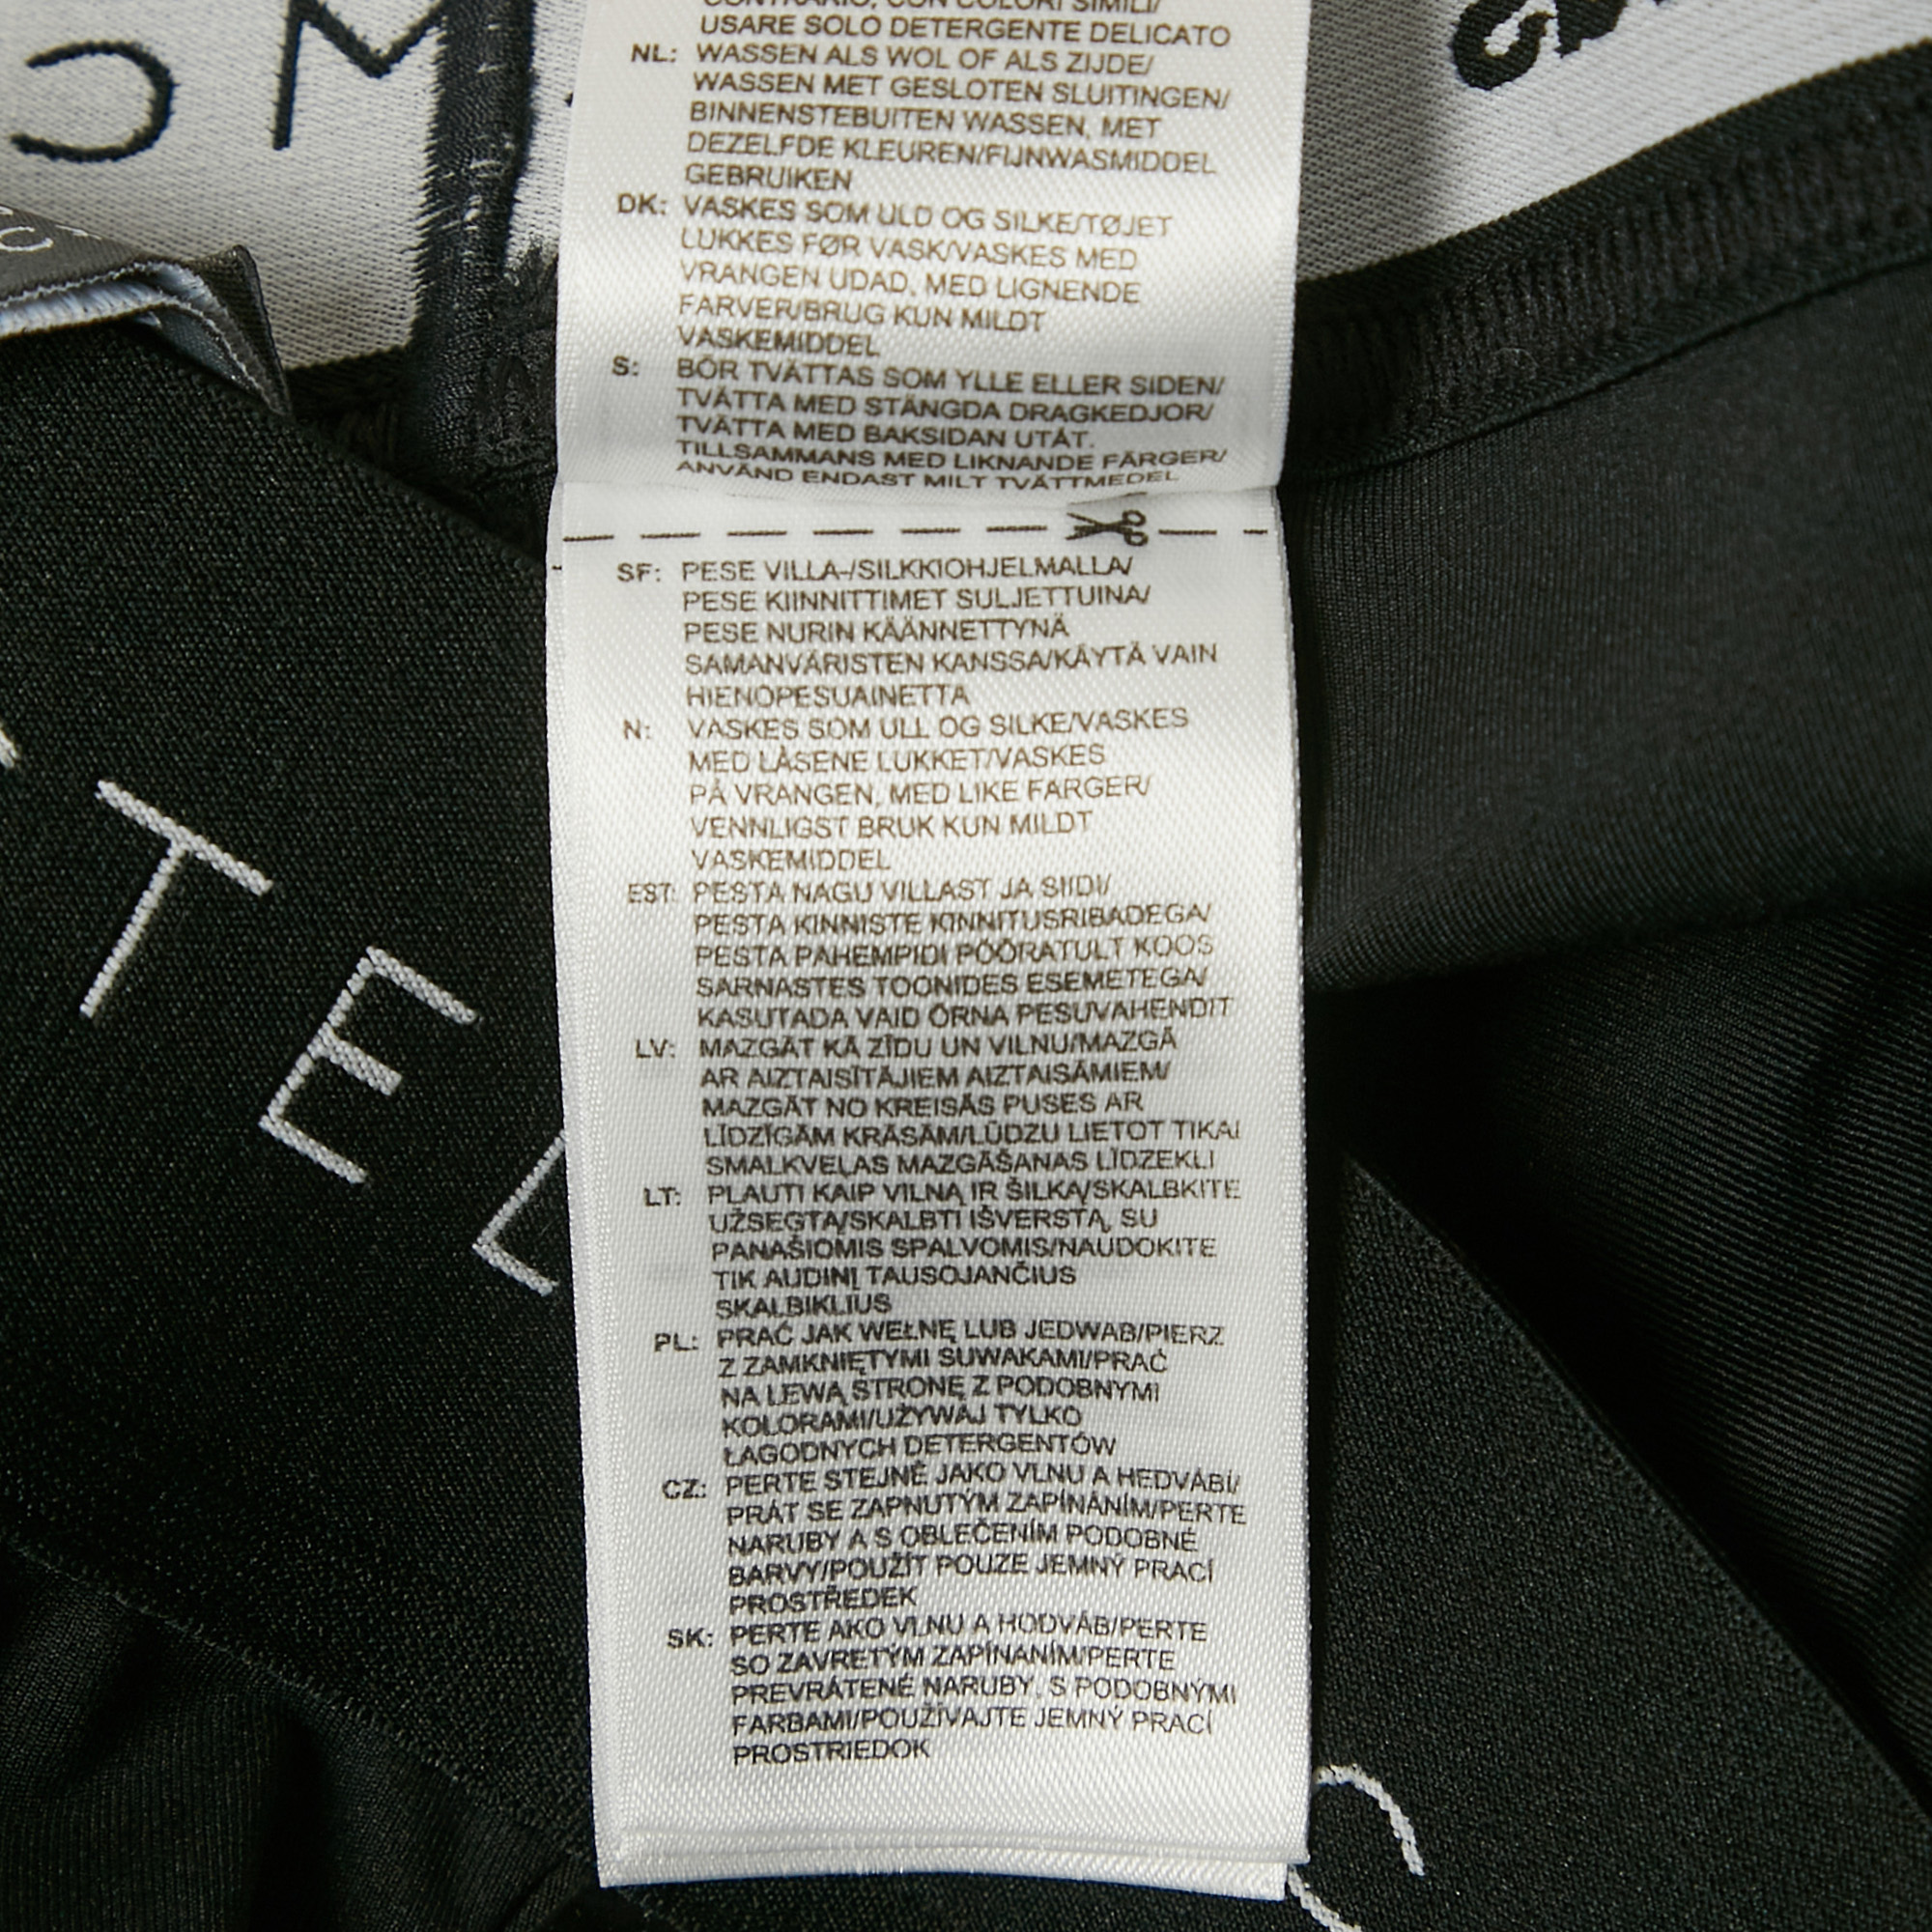 USARE SOLO DETERGENTE DELICATO
NL: WASSEN ALS WOL OF ALS ZIJDE/
WASSEN MET GESLOTEN SLUITINGEN/
BINNENSTEBUITEN WASSEN, MET
DEZELFDE KLEUREN/FIJNWASMIDDEL
GEBRUIKEN
DK: VASKES SOM ULD OG SILKE/TØJET
LUKKES FØR VASK/VASKES MED
VRANGEN UDAD, MED LIGNENDE
FARVER/BRUG KUN MILDT
VASKEMIDDEL
S: BÖR TVÄTTAS SOM YLLE ELLER SIDEN/
TVÄTTA MED STÄNGDA DRAGKEDJOR/
TVÄTTA MED BAKSIDAN UTÅT.
TILLSAMMANS MED LIKNANDE FÄRGER/
ANVÄND ENDAST MILT TVÄTTMEDEL
SF: PESE VILLA-/SILKKIOHJELMALLA/
PESE KIINNITTIMET SULJETTUINA/
PESE NURIN KÄÄNNETTYNÄ
SAMANVÄRISTEN KANSSA/KÄYTÄ VAIN
HIENOPESUAINETTA
N: VASKES SOM ULL OG SILKE/VASKES
MED LÅSENE LUKKET/VASKES
PÅ VRANGEN, MED LIKE FARGER/
VENNLIGST BRUK KUN MILDT
VASKEMIDDEL
EST: PESTA NAGU VILLAST JA SIIDI/
PESTA KINNISTE KINNITUSRIBADEGA/
PESTA PAHEMPIDI PÖÖRATULT KOOS
SARNASTES TOONIDES ESEMETEGA/
KASUTADA VAID ÕRNA PESUVAHENDIT
LV: MAZGĀT KĀ ZĪDU UN VILNU/MAZGĀ
AR AIZTAISĪTĀJIEM AIZTAISĀMIEM/
MAZGĀT NO KREISĀS PUSES AR
LĪDZĪGĀM KRĀSĀM/LŪDZU LIETOT TIKAI
SMALKVEĻAS MAZGĀŠANAS LĪDZEKLI
LT: PLAUTI KAIP VILNĄ IR ŠILKĄ/SKALBKITE
UŽSEGTA/SKALBTI IŠVERSTĄ, SU
PANAŠIOMIS SPALVOMIS/NAUDOKITE
TIK AUDINĮ TAUSOJANČIUS
SKALBIKLIUS
PL: PRAĆ JAK WEŁNĘ LUB JEDWAB/PIERZ
Z ZAMKNIĘTYMI SUWAKAMI/PRAĆ
NA LEWĄ STRONĘ Z PODOBNYMI
KOLORAMI/UŻYWAJ TYLKO
ŁAGODNYCH DETERGENTÓW
CZ: PERTE STEJNĚ JAKO VLNU A HEDVÁBÍ/
PRÁT SE ZAPNUTÝM ZAPÍNÁNÍM/PERTE
NARUBY A S OBLEČENÍM PODOBNÉ
BARVY/POUŽÍT POUZE JEMNÝ PRACÍ
PROSTŘEDEK
SK: PERTE AKO VLNU A HODVÁB/PERTE
SO ZAVRETÝM ZAPÍNANÍM/PERTE
PREVRÁTENÉ NARUBY, S PODOBNÝMI
FARBAMI/POUŽÍVAJTE JEMNÝ PRACÍ
PROSTRIEDOK